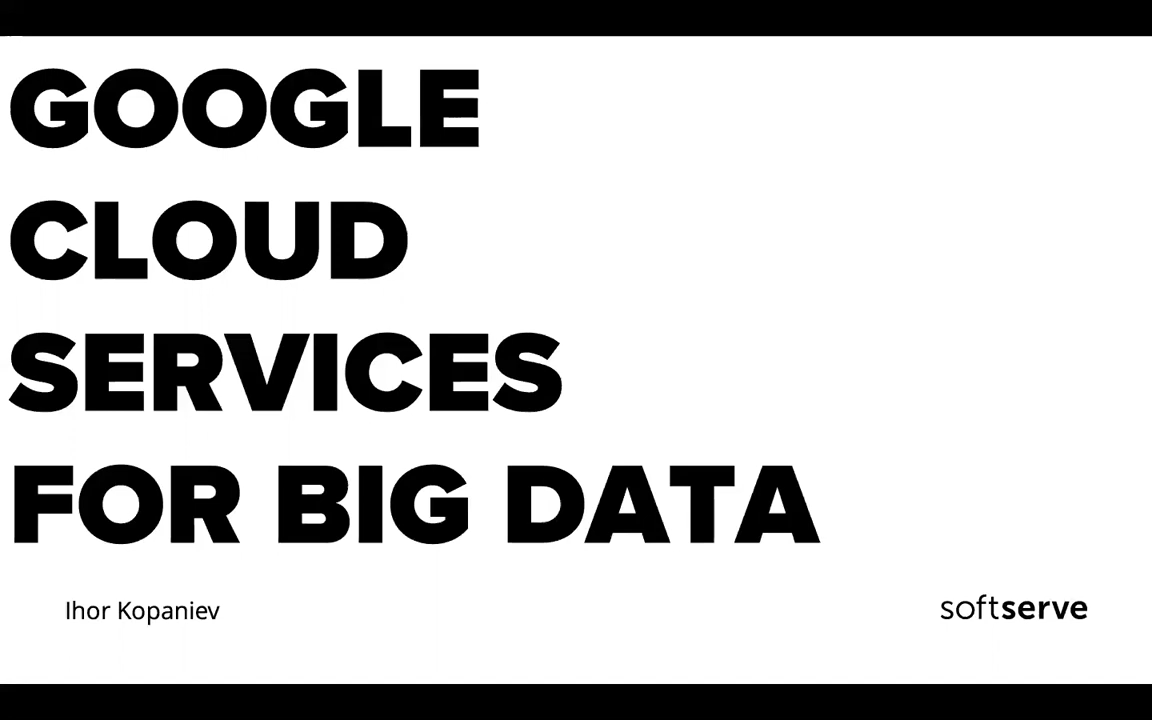 GOOGLE
CLOUD
SERVICES
FOR BIG DATA
Ihor Kopaniev
softserve